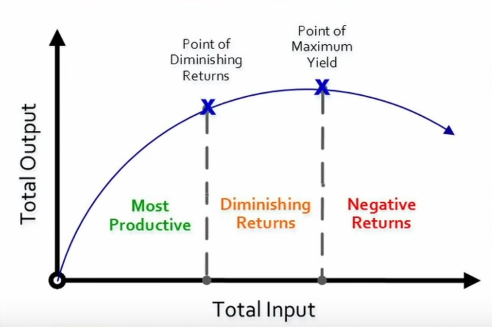 Point of
Diminishing
Returns
Point of
Maximum
Yield
X
X
Total Output
Most
Productive
Diminishing
Returns
Negative
Returns
Total Input